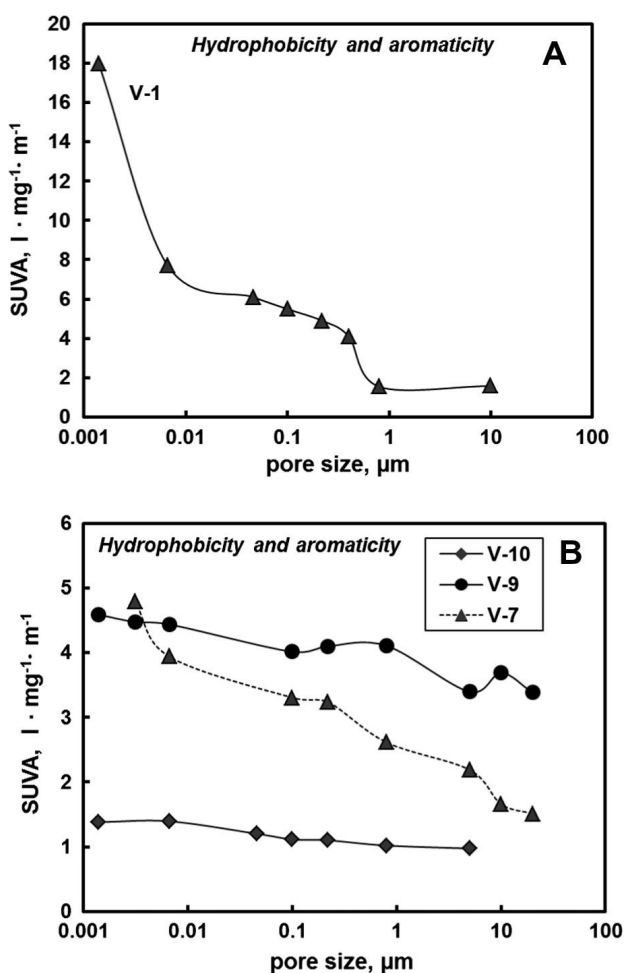 Hydrophobicity and aromaticity
A
V-1
SUVA, l · mg⁻¹· m⁻¹
20
18
16
14
12
10
8
6
4
2
0
0.001 0.01 0.1 1 10 100
pore size, µm
Hydrophobicity and aromaticity
B
V-10
V-9
V-7
SUVA, l · mg⁻¹· m⁻¹
6
5
4
3
2
1
0
0.001 0.01 0.1 1 10 100
pore size, µm